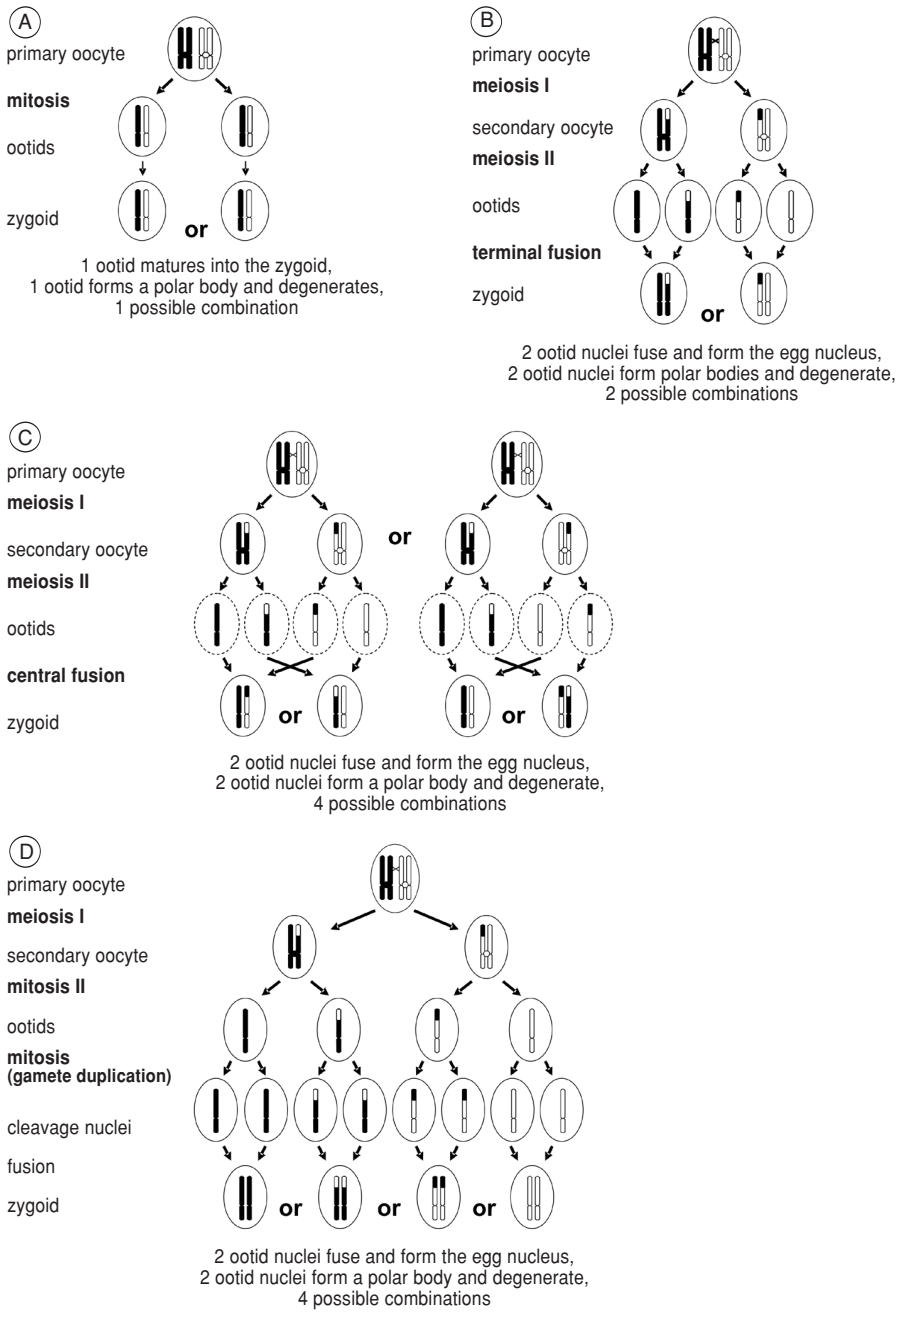 A
primary oocyte
mitosis
ootids
zygoid
or
1 ootid matures into the zygoid,
1 ootid forms a polar body and degenerates,
1 possible combination
B
primary oocyte
meiosis I
secondary oocyte
meiosis II
ootids
terminal fusion
zygoid
or
2 ootid nuclei fuse and form the egg nucleus,
2 ootid nuclei form polar bodies and degenerate,
2 possible combinations
C
primary oocyte
meiosis I
secondary oocyte
or
meiosis II
ootids
central fusion
zygoid
or
or
2 ootid nuclei fuse and form the egg nucleus,
2 ootid nuclei form a polar body and degenerate,
4 possible combinations
D
primary oocyte
meiosis I
secondary oocyte
mitosis II
ootids
mitosis
(gamete duplication)
cleavage nuclei
fusion
zygoid
or
or
or
2 ootid nuclei fuse and form the egg nucleus,
2 ootid nuclei form a polar body and degenerate,
4 possible combinations